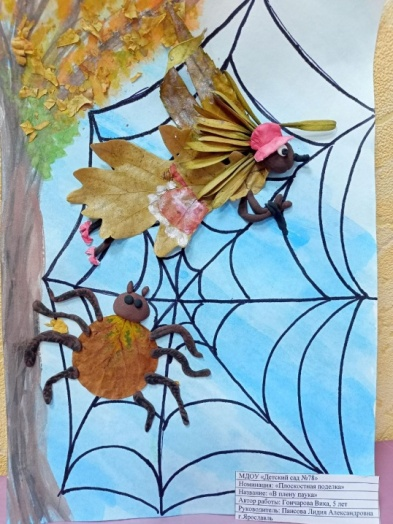 МДОУ «Детский сад №78»
Номинация: «Плоскостная поделка»
Название: «В плену паука»
Автор работы: Гончарова Вика, 5 лет
Руководитель: Паисова Лидия Александровна
г.Ярославль